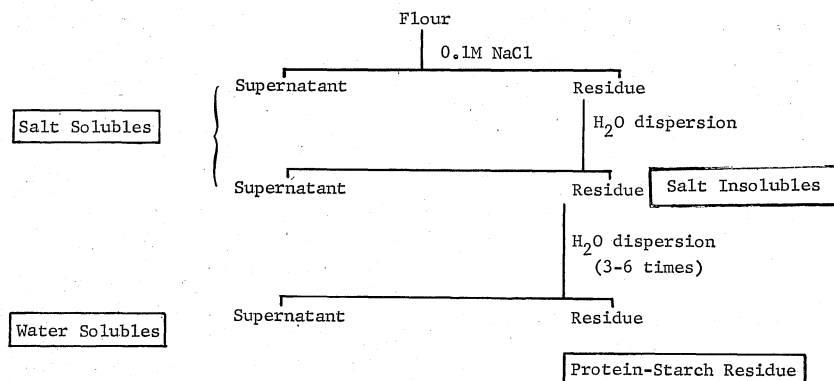 Flour
0.1M NaCl
Supernatant Residue
Salt Solubles
H2O dispersion
Supernatant Residue
Salt Insolubles
H2O dispersion
(3-6 times)
Supernatant Residue
Water Solubles
Protein-Starch Residue